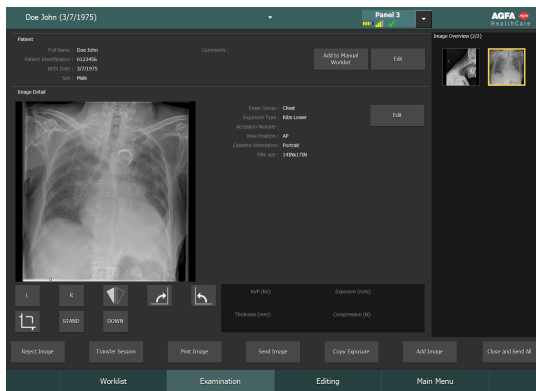 Doe John (3/7/1975)
Panel 3
AGFA
HealthCare
Patient
Full Name : Doe John
Patient Identification : 0123456
Birth Date : 3/7/1975
Sex : Male
Comments :
Add to Manual
Worklist
Edit
Image Overview (2/2)
Image Detail
Exam Group : Chest
Exposure Type : Ribs Lower
Accession Number :
View Position : AP
Cassette Orientation : Portrait
Film size : 14INx17IN
Edit
L
R
STAND
DOWN
KVP (kV):
Exposure (mAs):
Thickness (mm):
Compression (N):
Reject Image
Transfer Session
Print Image
Send Image
Copy Exposure
Add Image
Close and Send All
Worklist
Examination
Editing
Main Menu